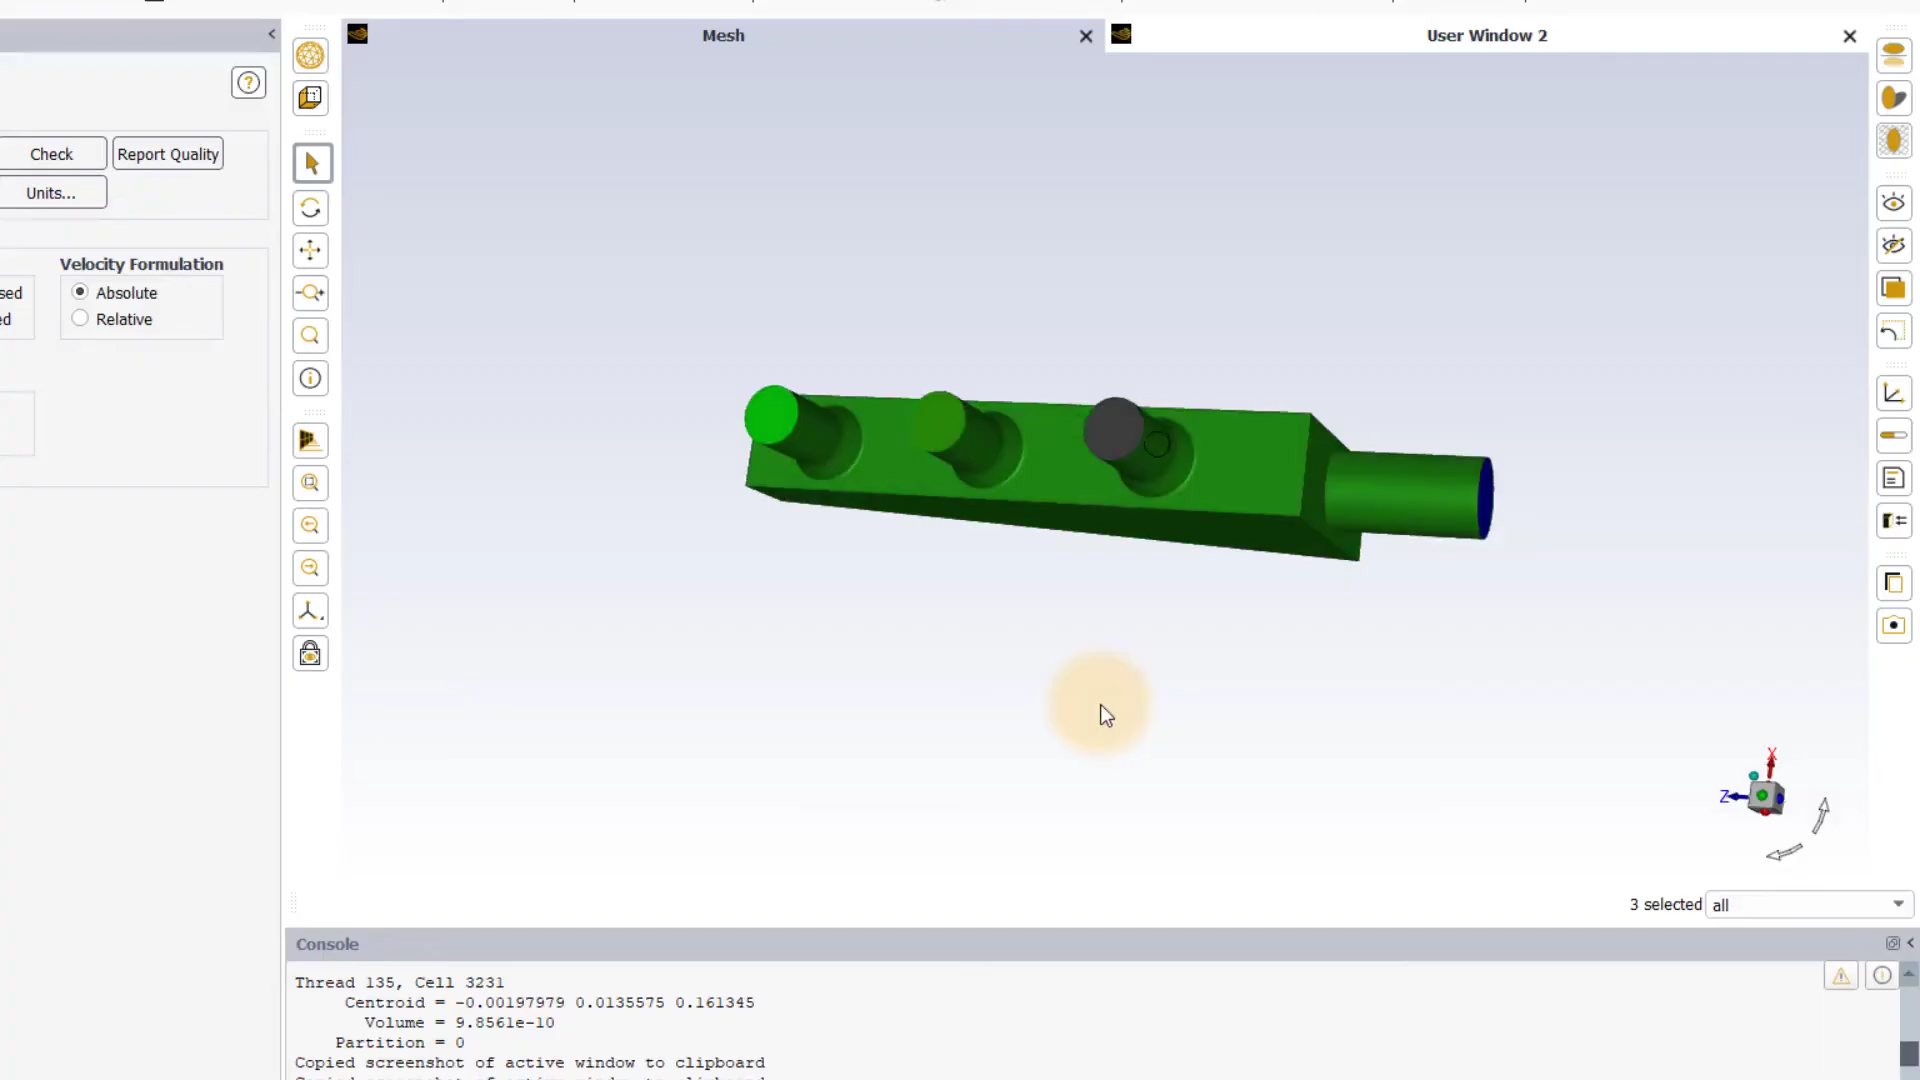 Mesh
User Window 2
Check
Report Quality
Units...
Velocity Formulation
sed
Absolute
ed
Relative
X
Z
3 selected
all
Console
Thread 135, Cell 3231
Centroid = -0.00197979 0.0135575 0.161345
Volume = 9.8561e-10
Partition = 0
Copied screenshot of active window to clipboard